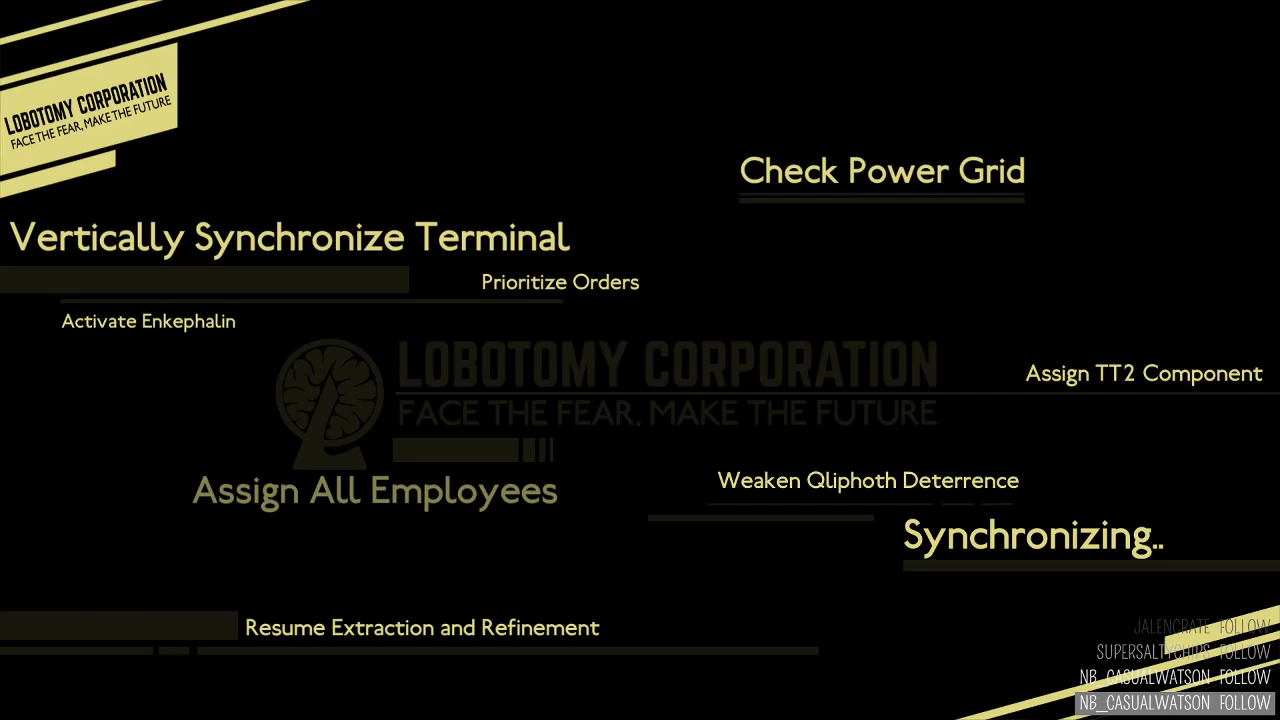 LOBOTOMY CORPORATION
FACE THE FEAR, MAKE THE FUTURE
Check Power Grid
Vertically Synchronize Terminal
Prioritize Orders
Activate Enkephalin
LOBOTOMY CORPORATION
FACE THE FEAR, MAKE THE FUTURE
Assign TT2 Component
Assign All Employees
Weaken Qliphoth Deterrence
Synchronizing..
Resume Extraction and Refinement
JALENCRATE FOLLOW
SUPERSALTYCHIPS FOLLOW
NB_CASUALWATSON FOLLOW
NB_CASUALWATSON FOLLOW